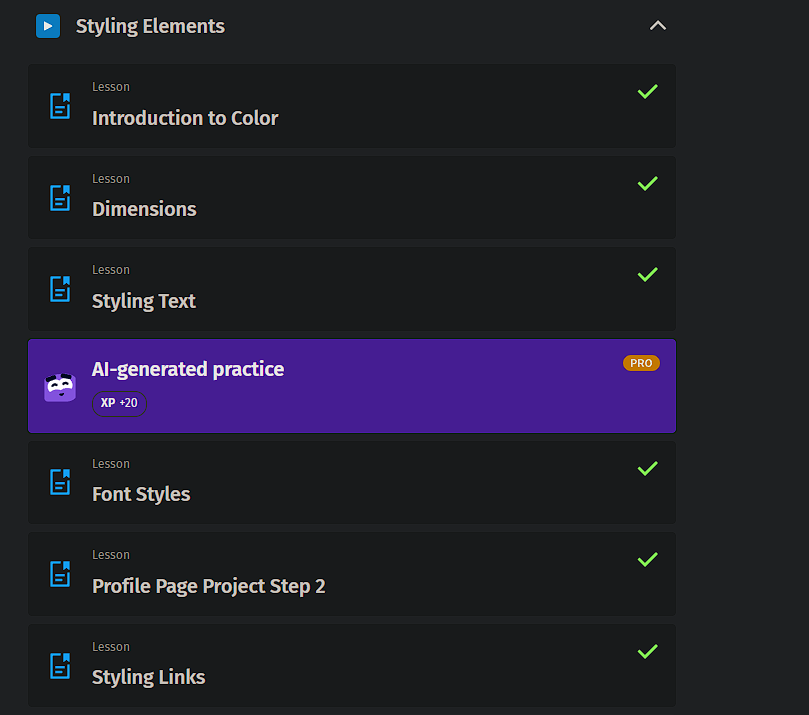 Styling Elements
Lesson
Introduction to Color
Lesson
Dimensions
Lesson
Styling Text
AI-generated practice
PRO
XP +20
Lesson
Font Styles
Lesson
Profile Page Project Step 2
Lesson
Styling Links